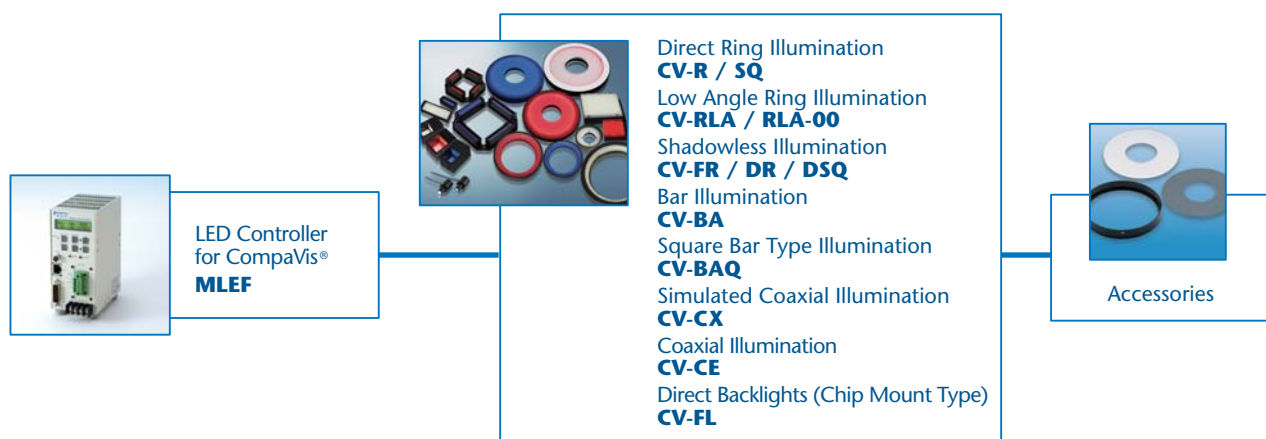 LED Controller
for CompaVis®
MLEF
Direct Ring Illumination
CV-R / SQ
Low Angle Ring Illumination
CV-RLA / RLA-00
Shadowless Illumination
CV-FR / DR / DSQ
Bar Illumination
CV-BA
Square Bar Type Illumination
CV-BAQ
Simulated Coaxial Illumination
CV-CX
Coaxial Illumination
CV-CE
Direct Backlights (Chip Mount Type)
CV-FL
Accessories